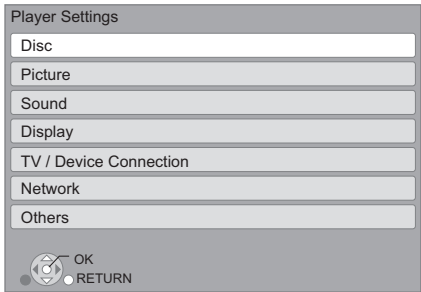 Player Settings
Disc
Picture
Sound
Display
TV / Device Connection
Network
Others
OK
RETURN